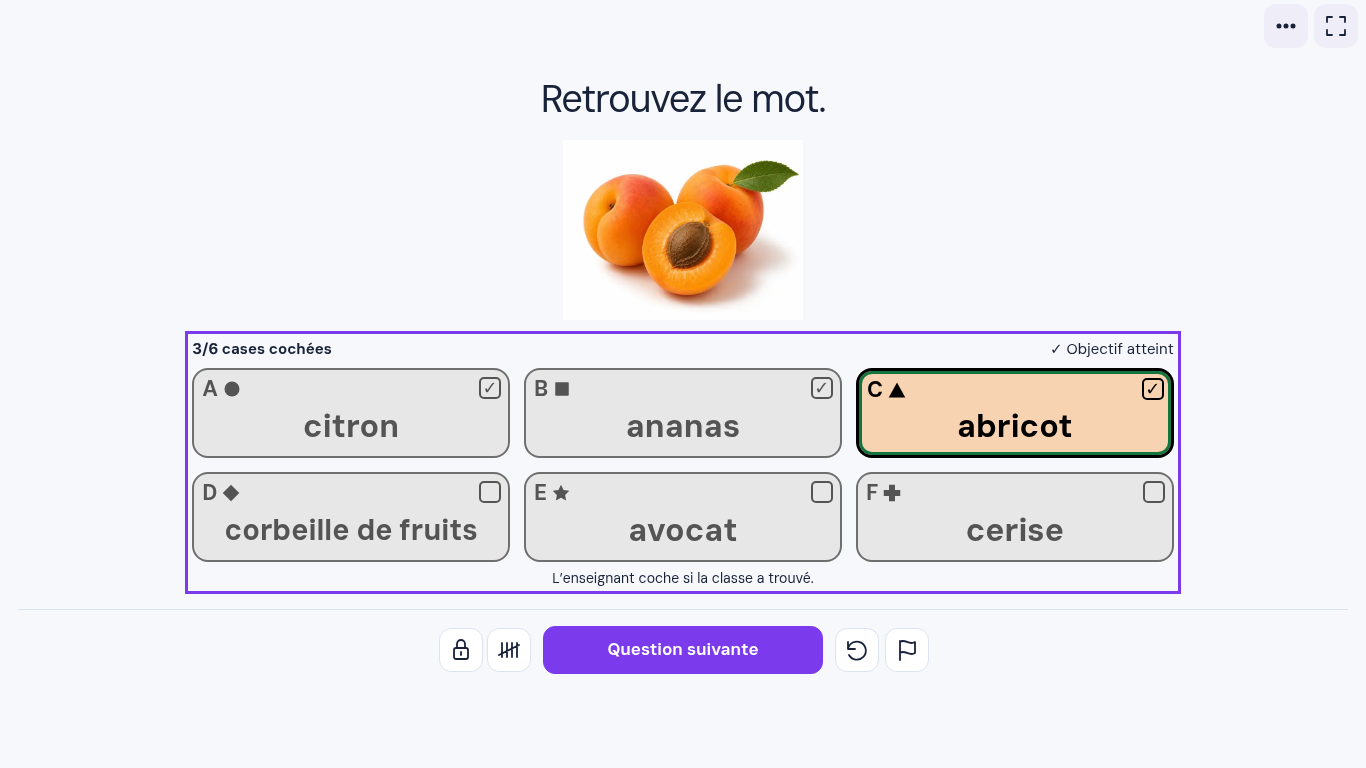 Retrouvez le mot.
3/6 cases cochées
✓ Objectif atteint
A
citron
B
ananas
C
abricot
D
corbeille de fruits
E
avocat
F
cerise
L’enseignant coche si la classe a trouvé.
Question suivante